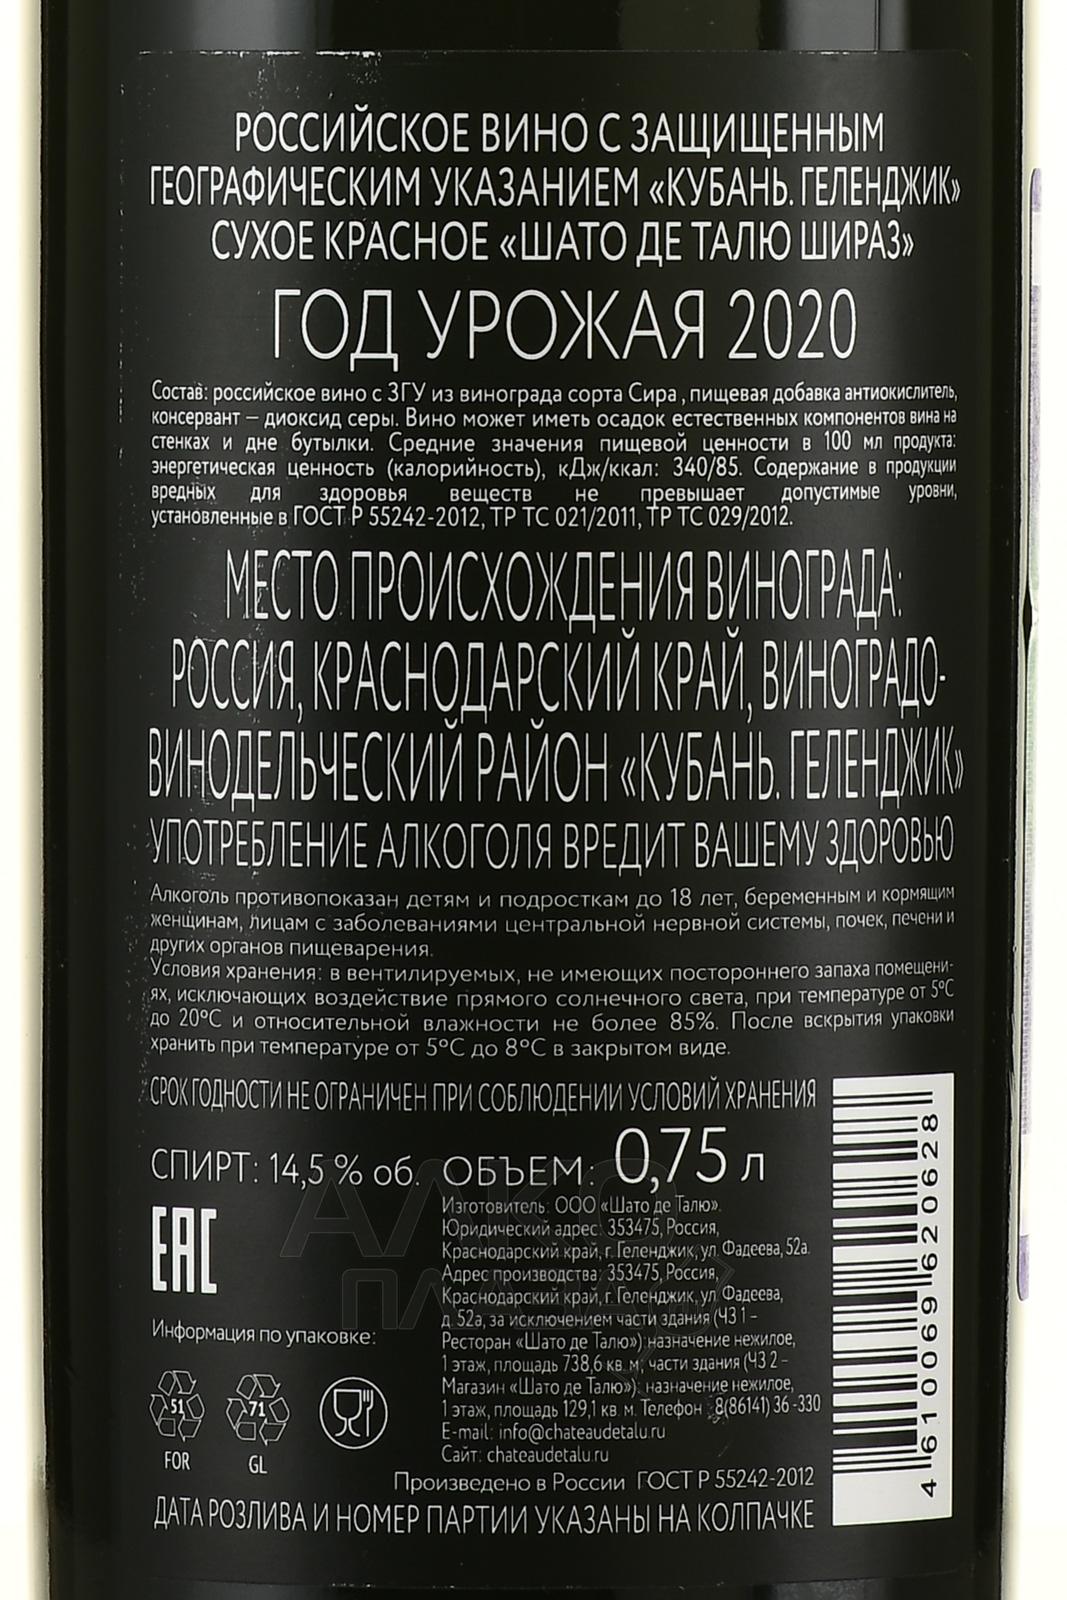 РОССИЙСКОЕ ВИНО С ЗАЩИЩЕННЫМ
ГЕОГРАФИЧЕСКИМ УКАЗАНИЕМ «КУБАНЬ. ГЕЛЕНДЖИК»
СУХОЕ КРАСНОЕ «ШАТО ДЕ ТАЛЮ ШИРАЗ»
ГОД УРОЖАЯ 2020
Состав: российское вино с ЗГУ из винограда сорта Сира , пищевая добавка антиокислитель,
консервант – диоксид серы. Вино может иметь осадок естественных компонентов вина на
стенках и дне бутылки. Средние значения пищевой ценности в 100 мл продукта:
энергетическая ценность (калорийность), кДж/ккал: 340/85. Содержание в продукции
вредных для здоровья веществ не превышает допустимые уровни,
установленные в ГОСТ Р 55242-2012, ТР ТС 021/2011, ТР ТС 029/2012.
МЕСТО ПРОИСХОЖДЕНИЯ ВИНОГРАДА:
РОССИЯ, КРАСНОДАРСКИЙ КРАЙ, ВИНОГРАДО-
ВИНОДЕЛЬЧЕСКИЙ РАЙОН «КУБАНЬ. ГЕЛЕНДЖИК»
УПОТРЕБЛЕНИЕ АЛКОГОЛЯ ВРЕДИТ ВАШЕМУ ЗДОРОВЬЮ
Алкоголь противопоказан детям и подросткам до 18 лет, беременным и кормящим
женщинам, лицам с заболеваниями центральной нервной системы, почек, печени и
других органов пищеварения.
Условия хранения: в вентилируемых, не имеющих постороннего запаха помещени-
ях, исключающих воздействие прямого солнечного света, при температуре от 5°С
до 20°С и относительной влажности не более 85%. После вскрытия упаковки
хранить при температуре от 5°С до 8°С в закрытом виде.
СРОК ГОДНОСТИ НЕ ОГРАНИЧЕН ПРИ СОБЛЮДЕНИИ УСЛОВИЙ ХРАНЕНИЯ
СПИРТ: 14,5 % об. ОБЪЕМ: 0,75 л
EAC
Информация по упаковке:
51
FOR
71
GL
Изготовитель: ООО «Шато де Талю».
Юридический адрес: 353475, Россия,
Краснодарский край, г. Геленджик, ул. Фадеева, 52а.
Адрес производства: 353475, Россия,
Краснодарский край, г. Геленджик, ул. Фадеева,
д. 52а, за исключением части здания (ЧЗ 1 –
Ресторан «Шато де Талю»): назначение нежилое,
1 этаж, площадь 738,6 кв м; части здания (ЧЗ 2 –
Магазин «Шато де Талю»): назначение нежилое,
1 этаж, площадь 129,1 кв. м. Телефон : 8(86141) 36 -330
E-mail: info@chateaudetalu.ru
Сайт: chateaudetalu.ru
Произведено в России ГОСТ Р 55242-2012
ДАТА РОЗЛИВА И НОМЕР ПАРТИИ УКАЗАНЫ НА КОЛПАЧКЕ
4 610069 620628
АЛКО
ПЛАЗА